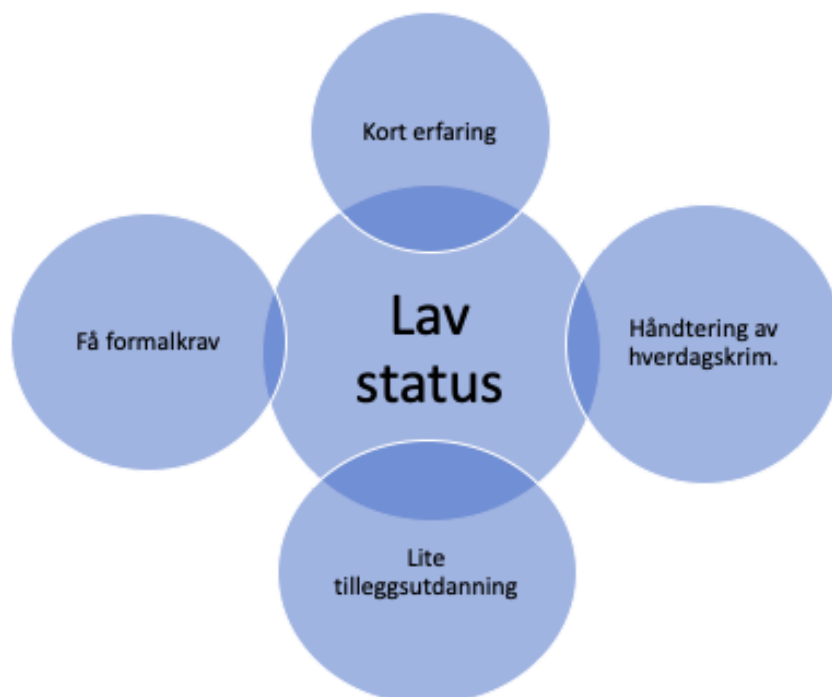 Kort erfaring
Få formalkrav
Lav
status
Håndtering av
hverdagskrim.
Lite
tilleggsutdanning